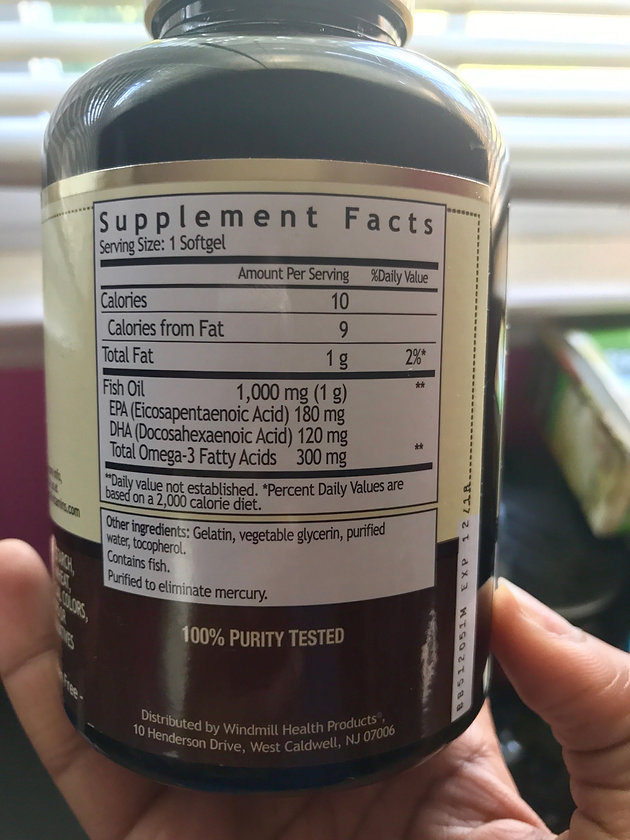 Supplement Facts
Serving Size: 1 Softgel
Amount Per Serving %Daily Value
Calories 10
Calories from Fat 9
Total Fat 1 g 2%*
Fish Oil 1,000 mg (1 g) **
EPA (Eicosapentaenoic Acid) 180 mg
DHA (Docosahexaenoic Acid) 120 mg
Total Omega-3 Fatty Acids 300 mg **
**Daily value not established. *Percent Daily Values are
based on a 2,000 calorie diet.
Other ingredients: Gelatin, vegetable glycerin, purified
water, tocopherol.
Contains fish.
Purified to eliminate mercury.
100% PURITY TESTED
Distributed by Windmill Health Products®,
10 Henderson Drive, West Caldwell, NJ 07006
EXP 12/18
COLORS,
Free -